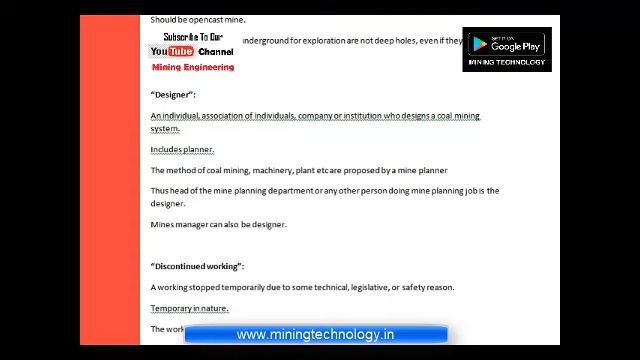 Should be opencast mine.
underground for exploration are not deep holes, even if they
Subscribe To Our
YouTube Channel
Mining Engineering
GET IT ON
Google Play
MINING TECHNOLOGY
“Designer”:
An individual, association of individuals, company or institution who designs a coal mining
system.
Includes planner.
The method of coal mining, machinery, plant etc are proposed by a mine planner
Thus head of the mine planning department or any other person doing mine planning job is the
designer.
Mines manager can also be designer.
“Discontinued working”:
A working stopped temporarily due to some technical, legislative, or safety reason.
Temporary in nature.
The work
www.miningtechnology.in